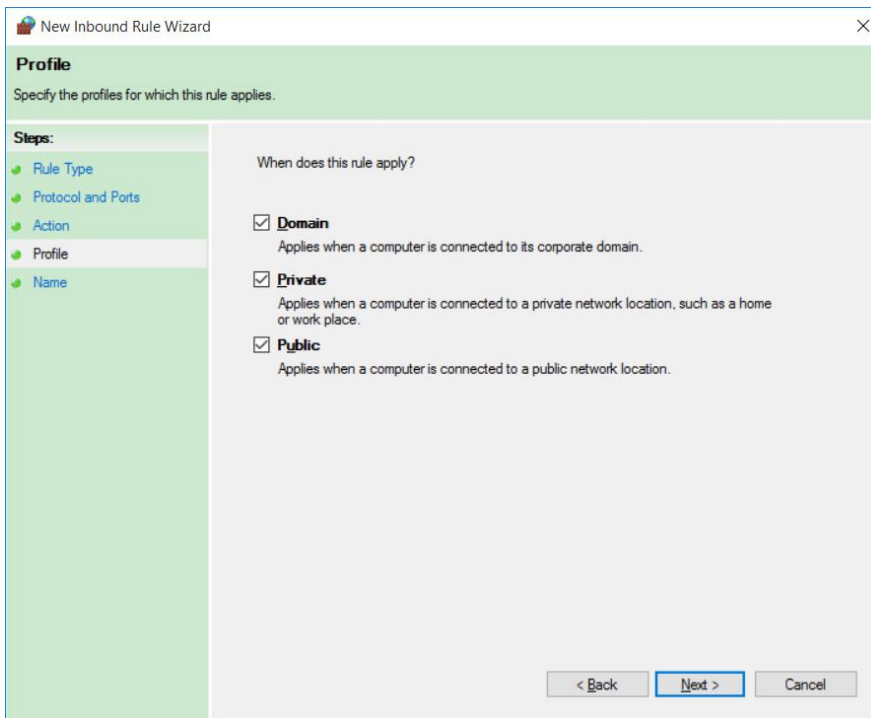 New Inbound Rule Wizard
Profile
Specify the profiles for which this rule applies.
Steps:
Rule Type
Protocol and Ports
Action
Profile
Name
When does this rule apply?
Domain
Applies when a computer is connected to its corporate domain.
Private
Applies when a computer is connected to a private network location, such as a home
or work place.
Public
Applies when a computer is connected to a public network location.
< Back
Next >
Cancel